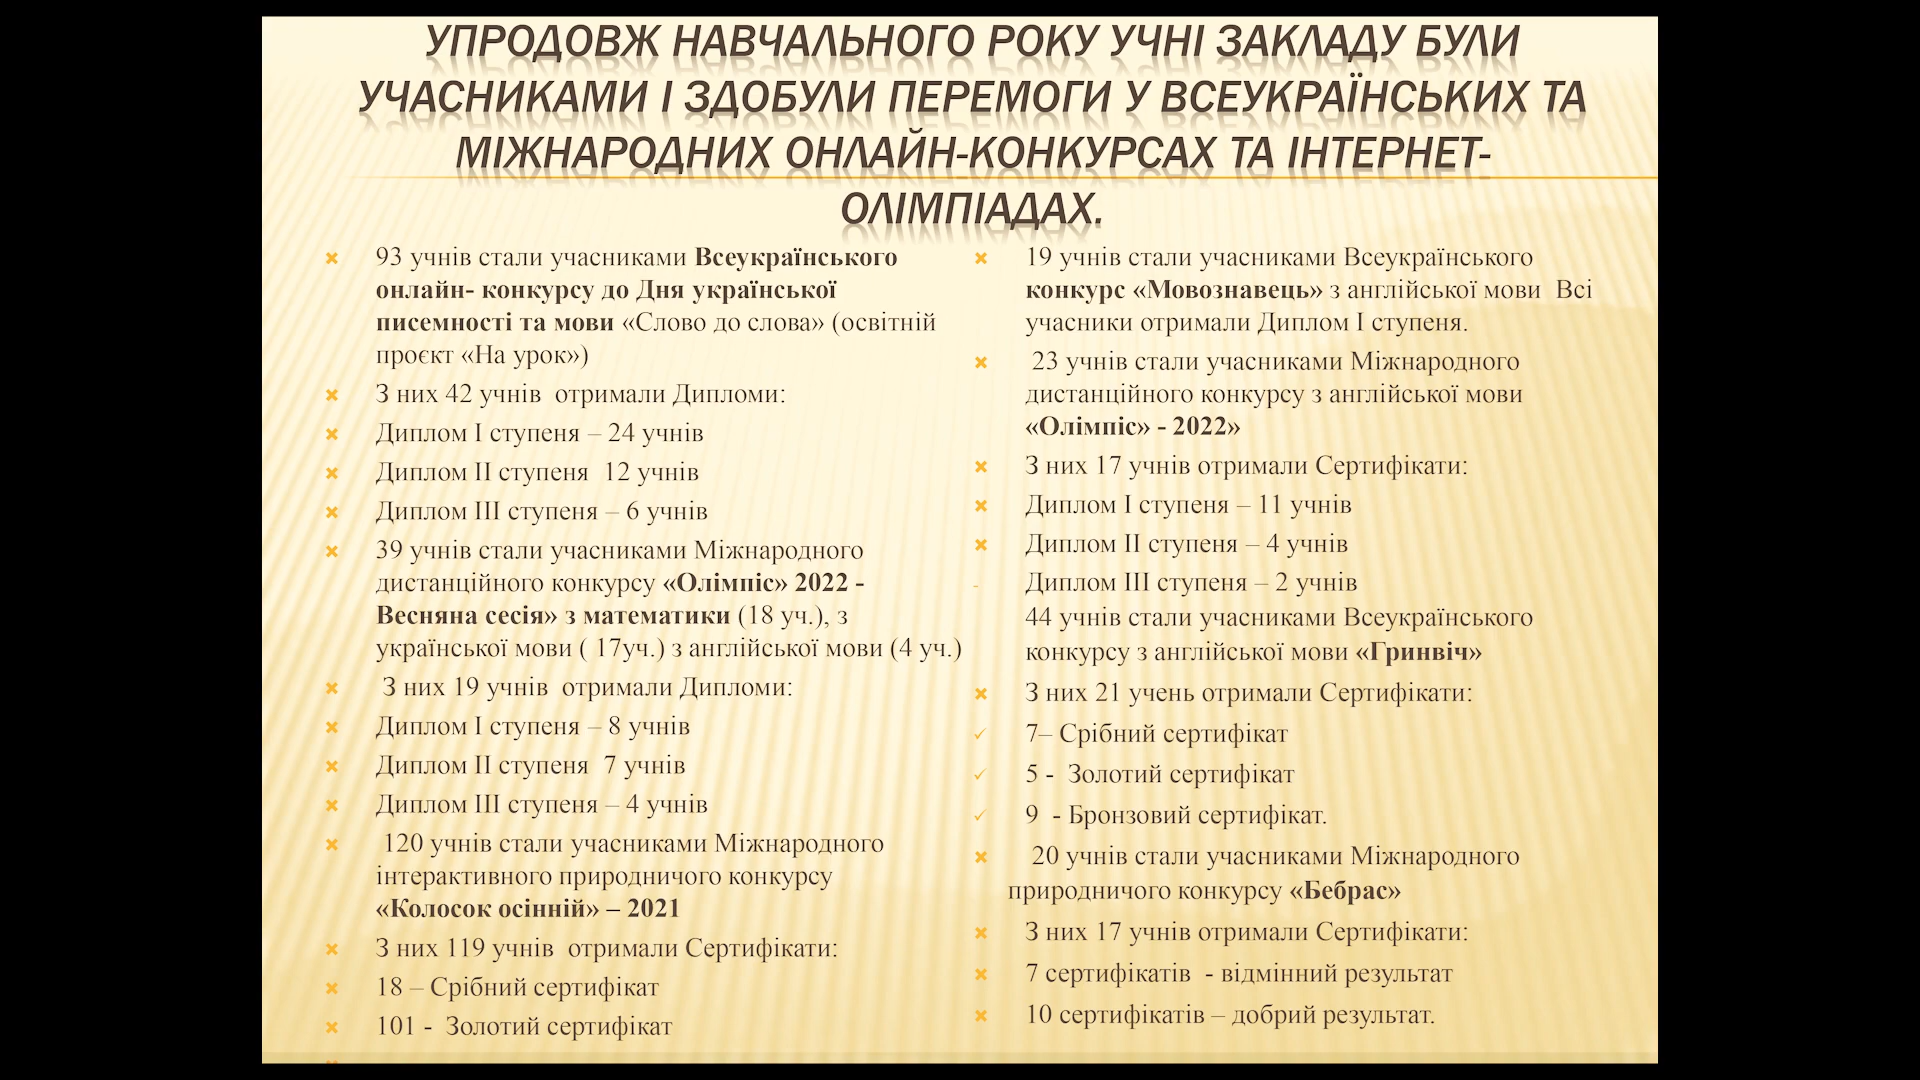 УПРОДОВЖ НАВЧАЛЬНОГО РОКУ УЧНІ ЗАКЛАДУ БУЛИ
УЧАСНИКАМИ І ЗДОБУЛИ ПЕРЕМОГИ У ВСЕУКРАЇНСЬКИХ ТА
МІЖНАРОДНИХ ОНЛАЙН-КОНКУРСАХ ТА ІНТЕРНЕТ-
ОЛІМПІАДАХ.
93 учнів стали учасниками Всеукраїнського
онлайн- конкурсу до Дня української
писемності та мови «Слово до слова» (освітній
проєкт «На урок»)
З них 42 учнів  отримали Дипломи:
Диплом І ступеня – 24 учнів
Диплом ІІ ступеня  12 учнів
Диплом ІІІ ступеня – 6 учнів
39 учнів стали учасниками Міжнародного
дистанційного конкурсу «Олімпіс» 2022 -
Весняна сесія» з математики (18 уч.), з
української мови ( 17уч.) з англійської мови (4 уч.)
З них 19 учнів  отримали Дипломи:
Диплом І ступеня – 8 учнів
Диплом ІІ ступеня  7 учнів
Диплом ІІІ ступеня – 4 учнів
120 учнів стали учасниками Міжнародного
інтерактивного природничого конкурсу
«Колосок осінній» – 2021
З них 119 учнів  отримали Сертифікати:
18 – Срібний сертифікат
101 -  Золотий сертифікат
19 учнів стали учасниками Всеукраїнського
конкурс «Мовознавець» з англійської мови  Всі
учасники отримали Диплом І ступеня.
23 учнів стали учасниками Міжнародного
дистанційного конкурсу з англійської мови
«Олімпіс» - 2022»
З них 17 учнів отримали Сертифікати:
Диплом І ступеня – 11 учнів
Диплом ІІ ступеня – 4 учнів
Диплом ІІІ ступеня – 2 учнів
44 учнів стали учасниками Всеукраїнського
конкурсу з англійської мови «Гринвіч»
З них 21 учень отримали Сертифікати:
7– Срібний сертифікат
5 -  Золотий сертифікат
9  - Бронзовий сертифікат.
20 учнів стали учасниками Міжнародного
природничого конкурсу «Бебрас»
З них 17 учнів отримали Сертифікати:
7 сертифікатів  - відмінний результат
10 сертифікатів – добрий результат.